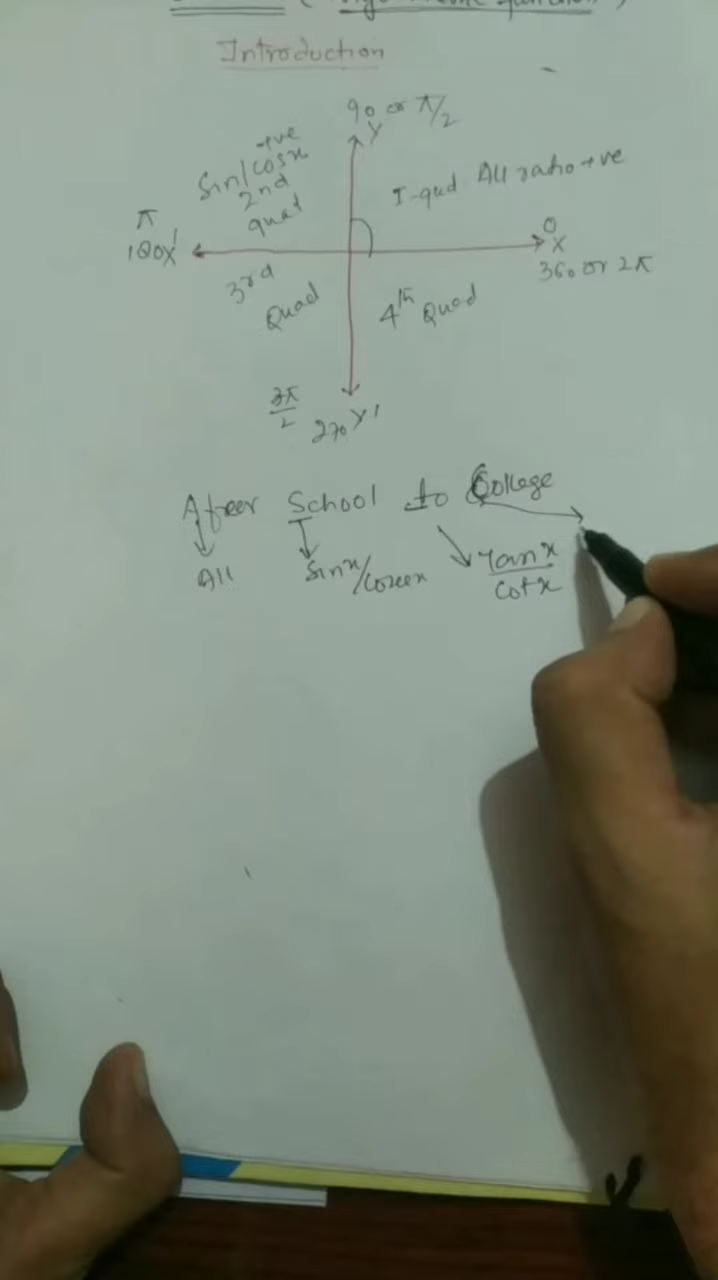 Introduction
90 or π/2
Y
+ve
Sin/cosx
2nd
quat
I-qud All ratio +ve
π
180 X'
0
X
360 or 2π
3rd
Quad
4th Quad
3π/2
270 Y'
After School to College
All
Sinx/cosecx
Tanx/Cotx